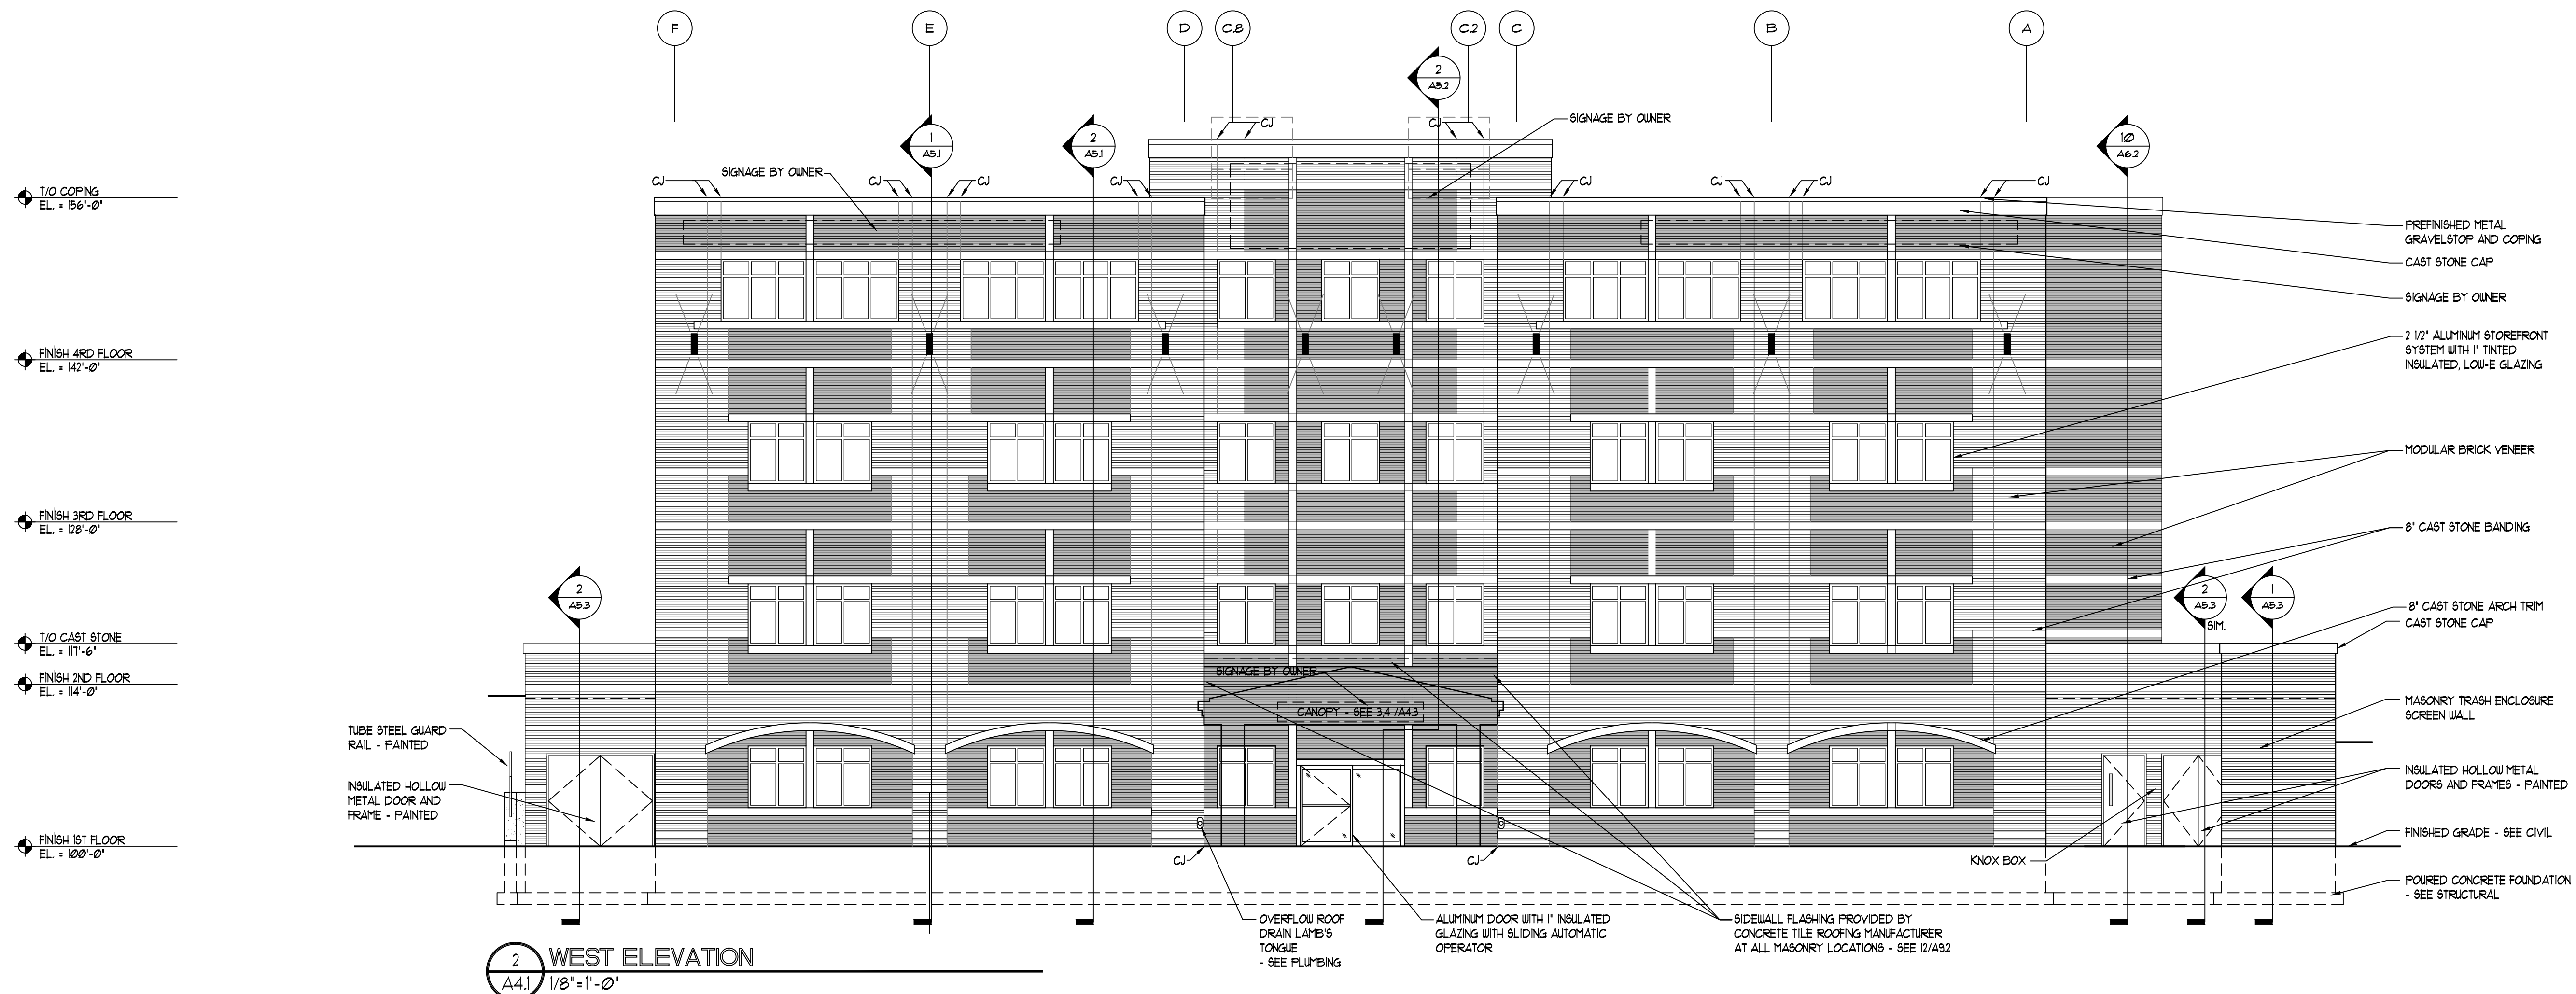 F
E
D
C.8
C.2
C
B
A
2
A5.2
CJ
CJ
SIGNAGE BY OWNER
1
A5.1
2
A5.1
10
A6.2
SIGNAGE BY OWNER
CJ
CJ
CJ
CJ
CJ
CJ
CJ
CJ
T/O COPING
EL. = 156'-0"
FINISH 4RD FLOOR
EL. = 142'-0"
FINISH 3RD FLOOR
EL. = 128'-0"
T/O CAST STONE
EL. = 117'-6"
FINISH 2ND FLOOR
EL. = 114'-0"
FINISH 1ST FLOOR
EL. = 100'-0"
PREFINISHED METAL
GRAVELSTOP AND COPING
CAST STONE CAP
SIGNAGE BY OWNER
2 1/2" ALUMINUM STOREFRONT
SYSTEM WITH 1" TINTED
INSULATED, LOW-E GLAZING
MODULAR BRICK VENEER
8" CAST STONE BANDING
2
A5.3
2
A5.3
SIM.
1
A5.3
8" CAST STONE ARCH TRIM
CAST STONE CAP
SIGNAGE BY OWNER
CANOPY - SEE 3,4 /A4.3
MASONRY TRASH ENCLOSURE
SCREEN WALL
TUBE STEEL GUARD
RAIL - PAINTED
INSULATED HOLLOW
METAL DOOR AND
FRAME - PAINTED
INSULATED HOLLOW METAL
DOORS AND FRAMES - PAINTED
FINISHED GRADE - SEE CIVIL
CJ
CJ
KNOX BOX
POURED CONCRETE FOUNDATION
- SEE STRUCTURAL
OVERFLOW ROOF
DRAIN LAMB'S
TONGUE
- SEE PLUMBING
ALUMINUM DOOR WITH 1" INSULATED
GLAZING WITH SLIDING AUTOMATIC
OPERATOR
SIDEWALL FLASHING PROVIDED BY
CONCRETE TILE ROOFING MANUFACTURER
AT ALL MASONRY LOCATIONS - SEE 12/A9.2
2
A4.1
WEST ELEVATION
1/8"=1'-0"